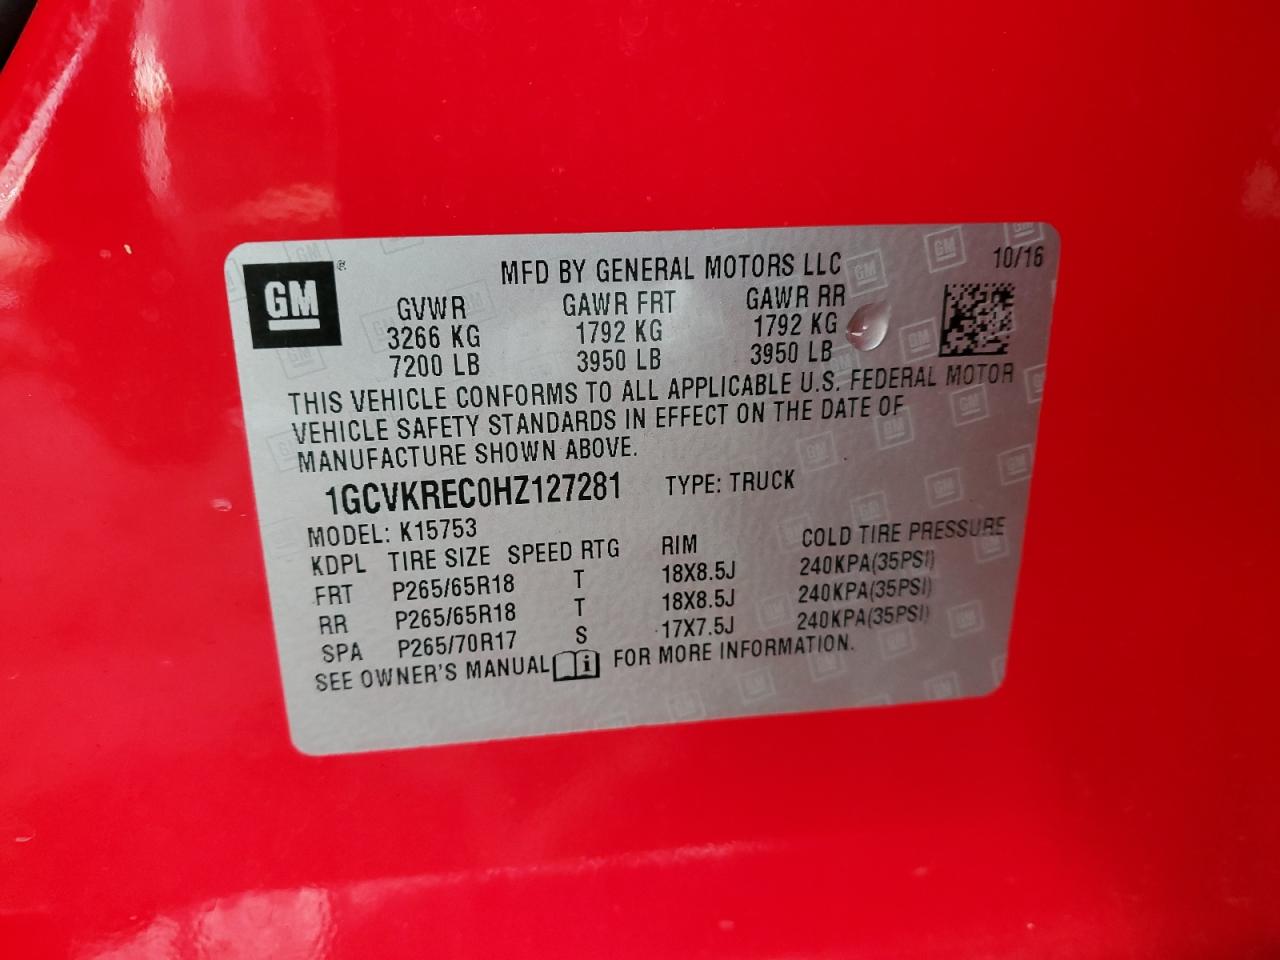 GM®
MFD BY GENERAL MOTORS LLC
10/16
GVWR GAWR FRT GAWR RR
3266 KG 1792 KG 1792 KG
7200 LB 3950 LB 3950 LB
THIS VEHICLE CONFORMS TO ALL APPLICABLE U.S. FEDERAL MOTOR
VEHICLE SAFETY STANDARDS IN EFFECT ON THE DATE OF
MANUFACTURE SHOWN ABOVE.
1GCVKREC0HZ127281 TYPE: TRUCK
MODEL: K15753
KDPL TIRE SIZE SPEED RTG RIM COLD TIRE PRESSURE
FRT P265/65R18 T 18X8.5J 240KPA(35PSI)
RR P265/65R18 T 18X8.5J 240KPA(35PSI)
SPA P265/70R17 S 17X7.5J 240KPA(35PSI)
SEE OWNER'S MANUAL i FOR MORE INFORMATION.